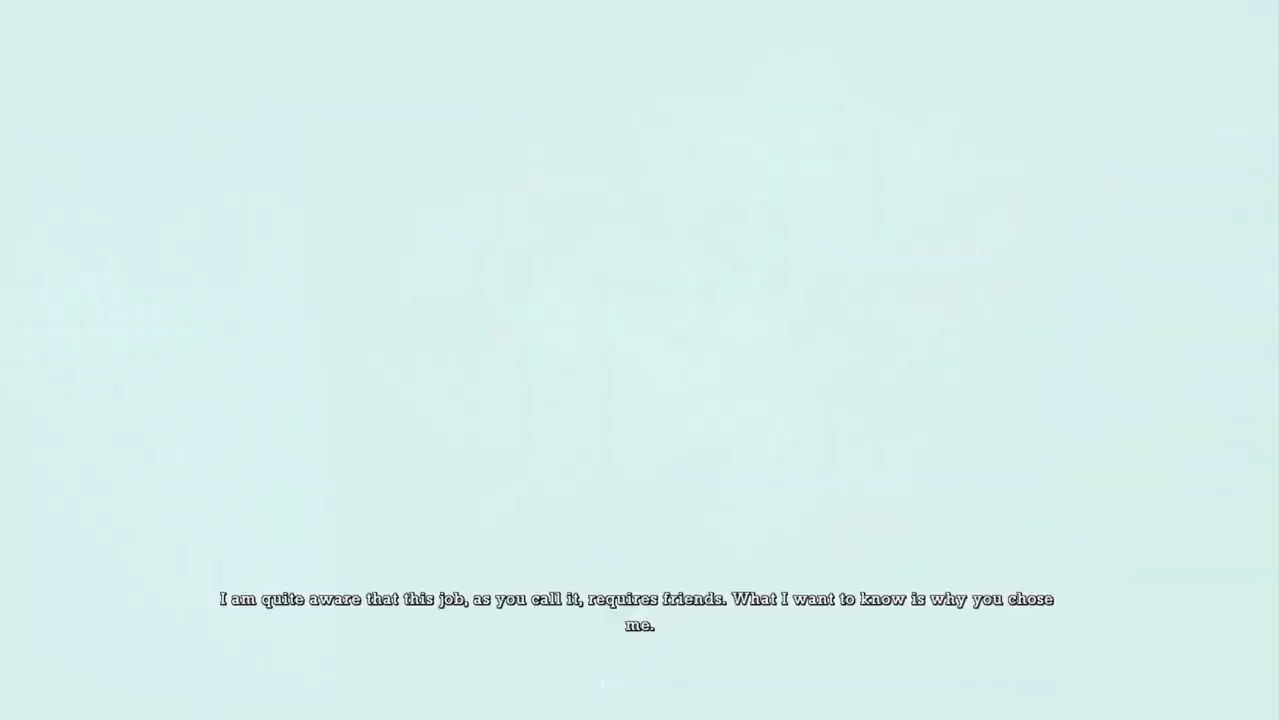 I am quite aware that this job, as you call it, requires friends. What I want to know is why you chose
me.